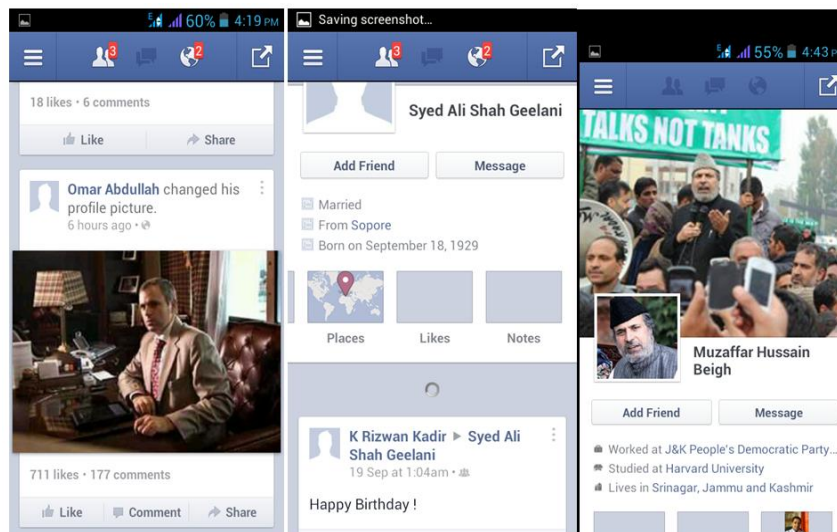 E 60% 4:19 PM
3 2
18 likes • 6 comments
Like Share
Omar Abdullah changed his
profile picture.
6 hours ago •
711 likes • 177 comments
Like Comment Share
Saving screenshot...
3 2
Syed Ali Shah Geelani
Add Friend Message
Married
From Sopore
Born on September 18, 1929
Places Likes Notes
K Rizwan Kadir ▸ Syed Ali
Shah Geelani
19 Sep at 1:04am •
Happy Birthday !
E 55% 4:43 P
TALKS NOT TANKS
Muzaffar Hussain
Beigh
Add Friend Message
Worked at J&K People's Democratic Party...
Studied at Harvard University
Lives in Srinagar, Jammu and Kashmir